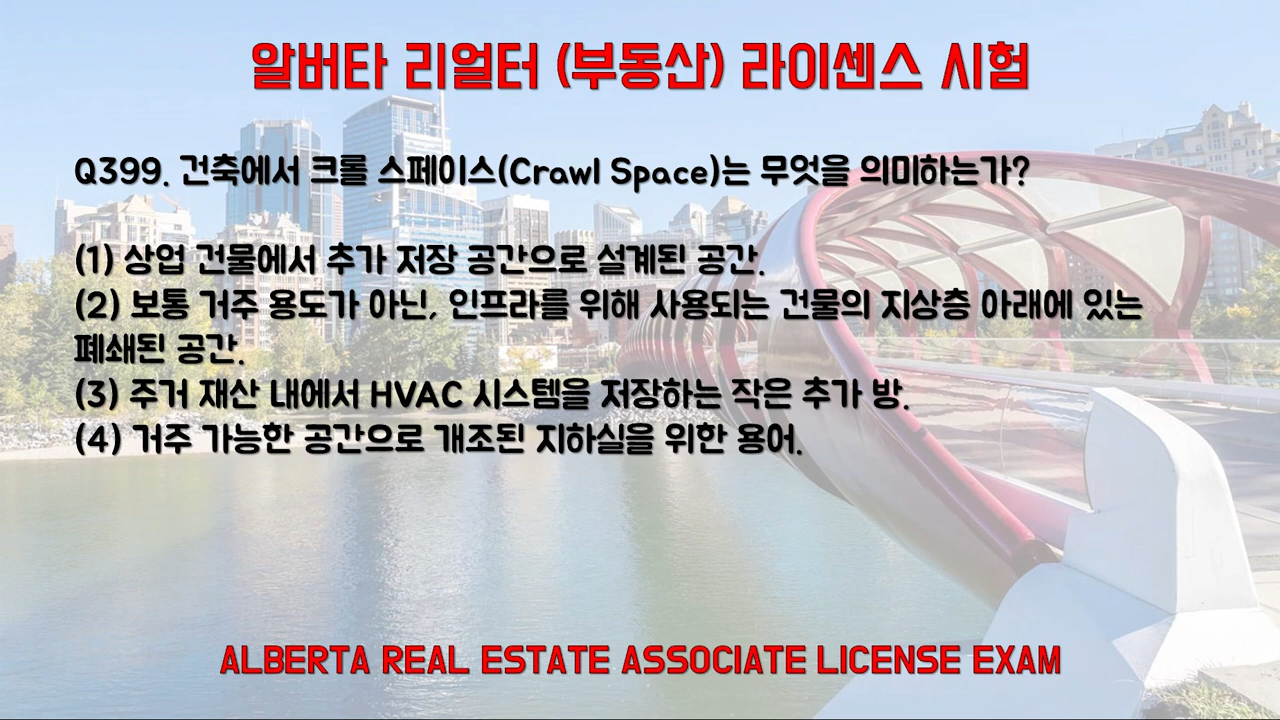 알버타 리얼터 (부동산) 라이센스 시험
Q399. 건축에서 크롤 스페이스(Crawl Space)는 무엇을 의미하는가?
(1) 상업 건물에서 추가 저장 공간으로 설계된 공간.
(2) 보통 거주 용도가 아닌, 인프라를 위해 사용되는 건물의 지상층 아래에 있는
폐쇄된 공간.
(3) 주거 재산 내에서 HVAC 시스템을 저장하는 작은 추가 방.
(4) 거주 가능한 공간으로 개조된 지하실을 위한 용어.
ALBERTA REAL ESTATE ASSOCIATE LICENSE EXAM